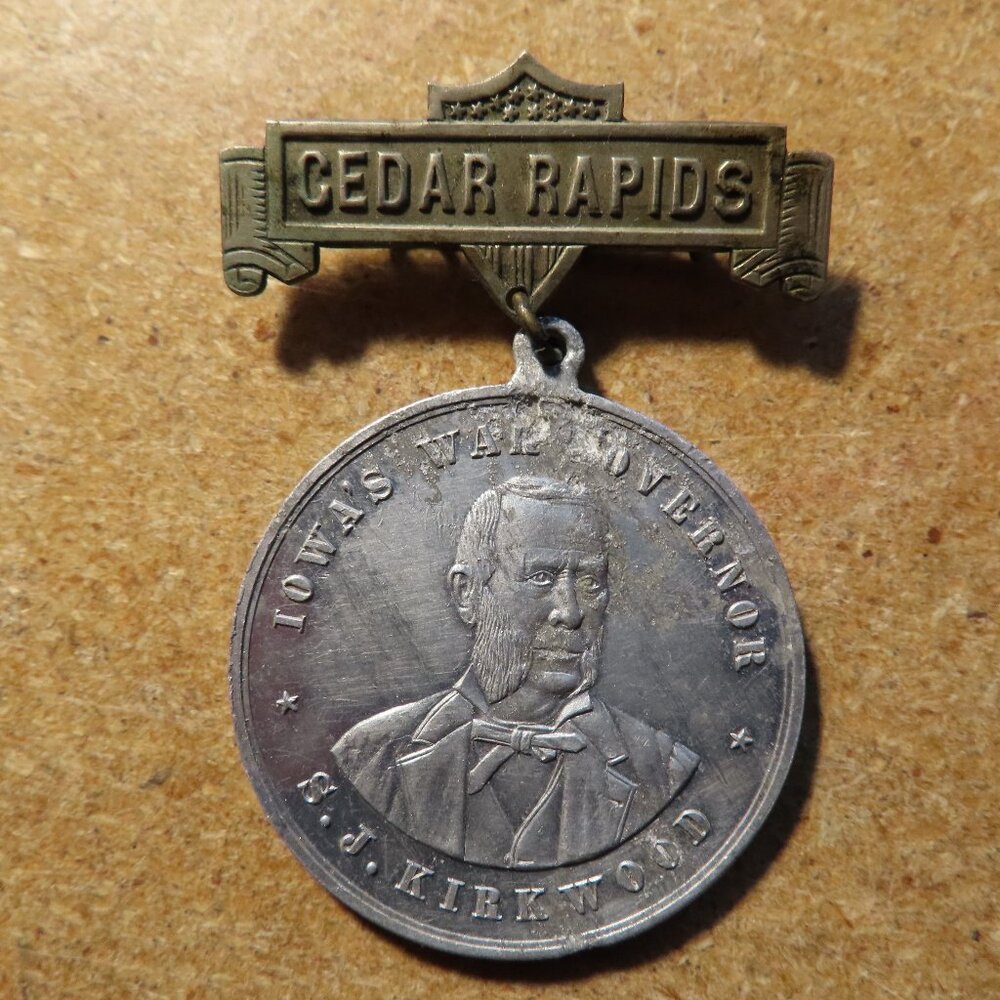 CEDAR RAPIDS
IOWA'S WAR GOVERNOR
S. J. KIRKWOOD